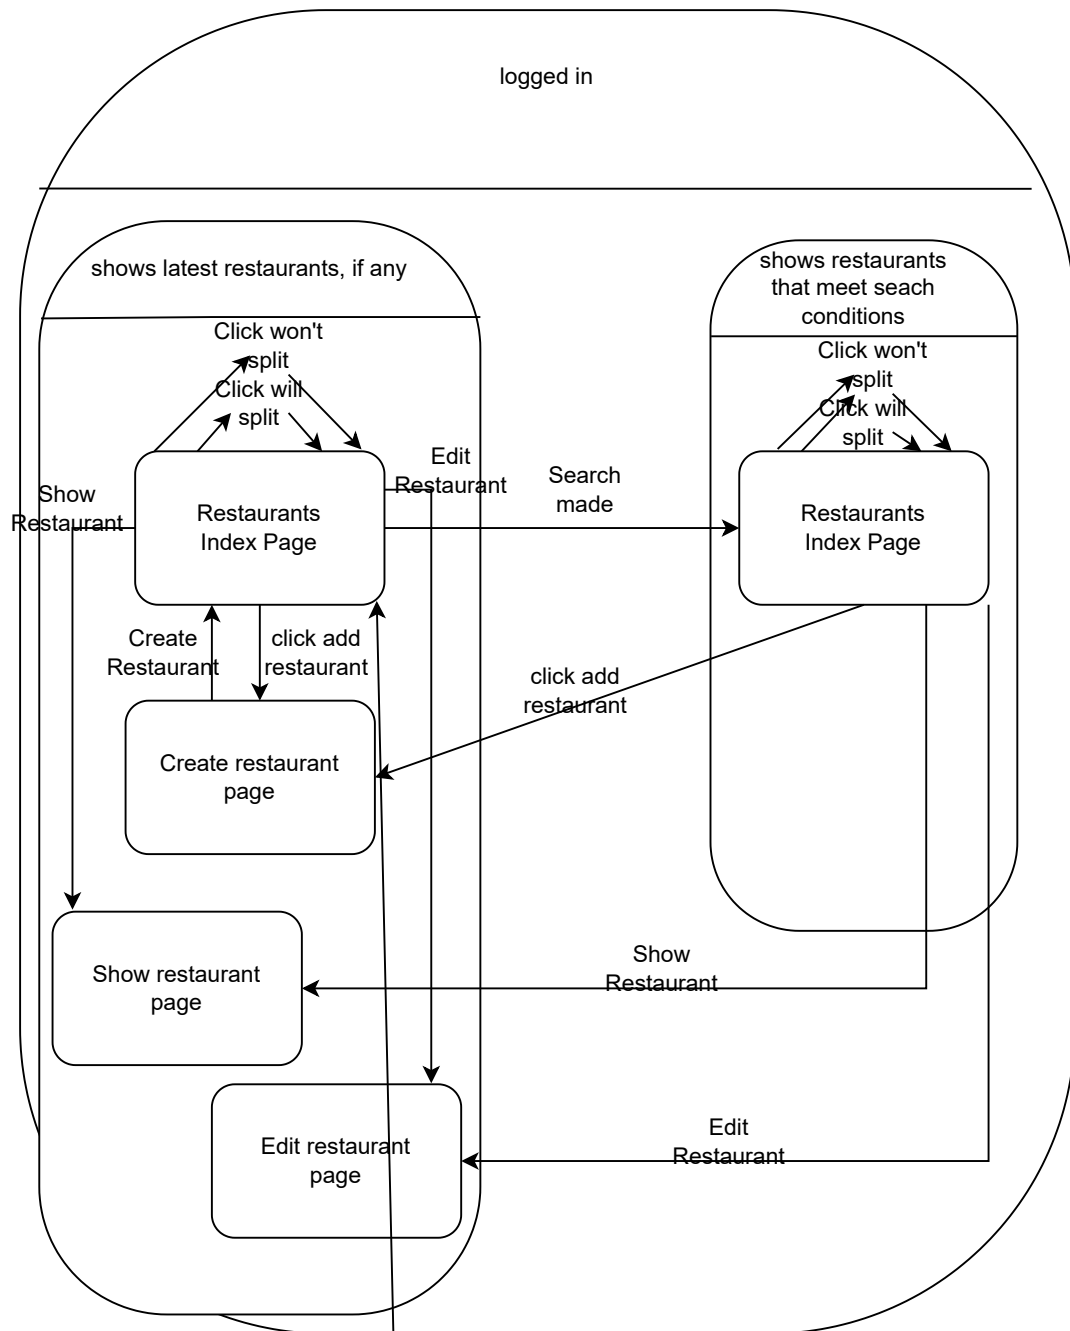 logged in
shows latest restaurants, if any
shows restaurants
that meet seach
conditions
Click won't
split
Click will
split
Click won't
split
Click will
split
Edit
Restaurant
Search
made
Show
Restaurant
Restaurants
Index Page
Restaurants
Index Page
Create
Restaurant
click add
restaurant
click add
restaurant
Create restaurant
page
Show restaurant
page
Show
Restaurant
Edit restaurant
page
Edit
Restaurant